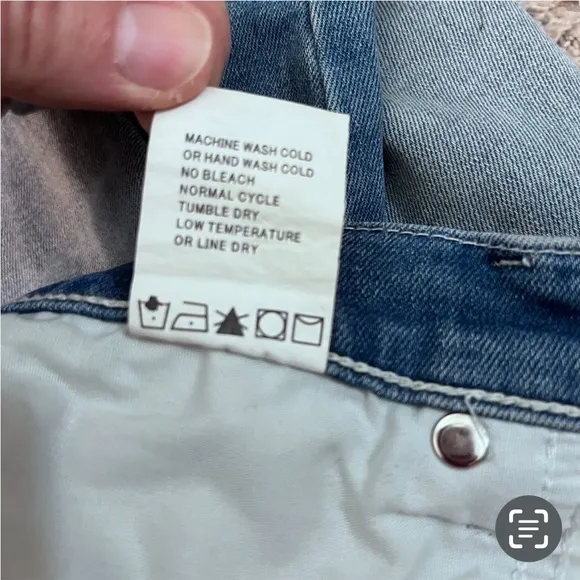 MACHINE WASH COLD
OR HAND WASH COLD
NO BLEACH
NORMAL CYCLE
TUMBLE DRY
LOW TEMPERATURE
OR LINE DRY